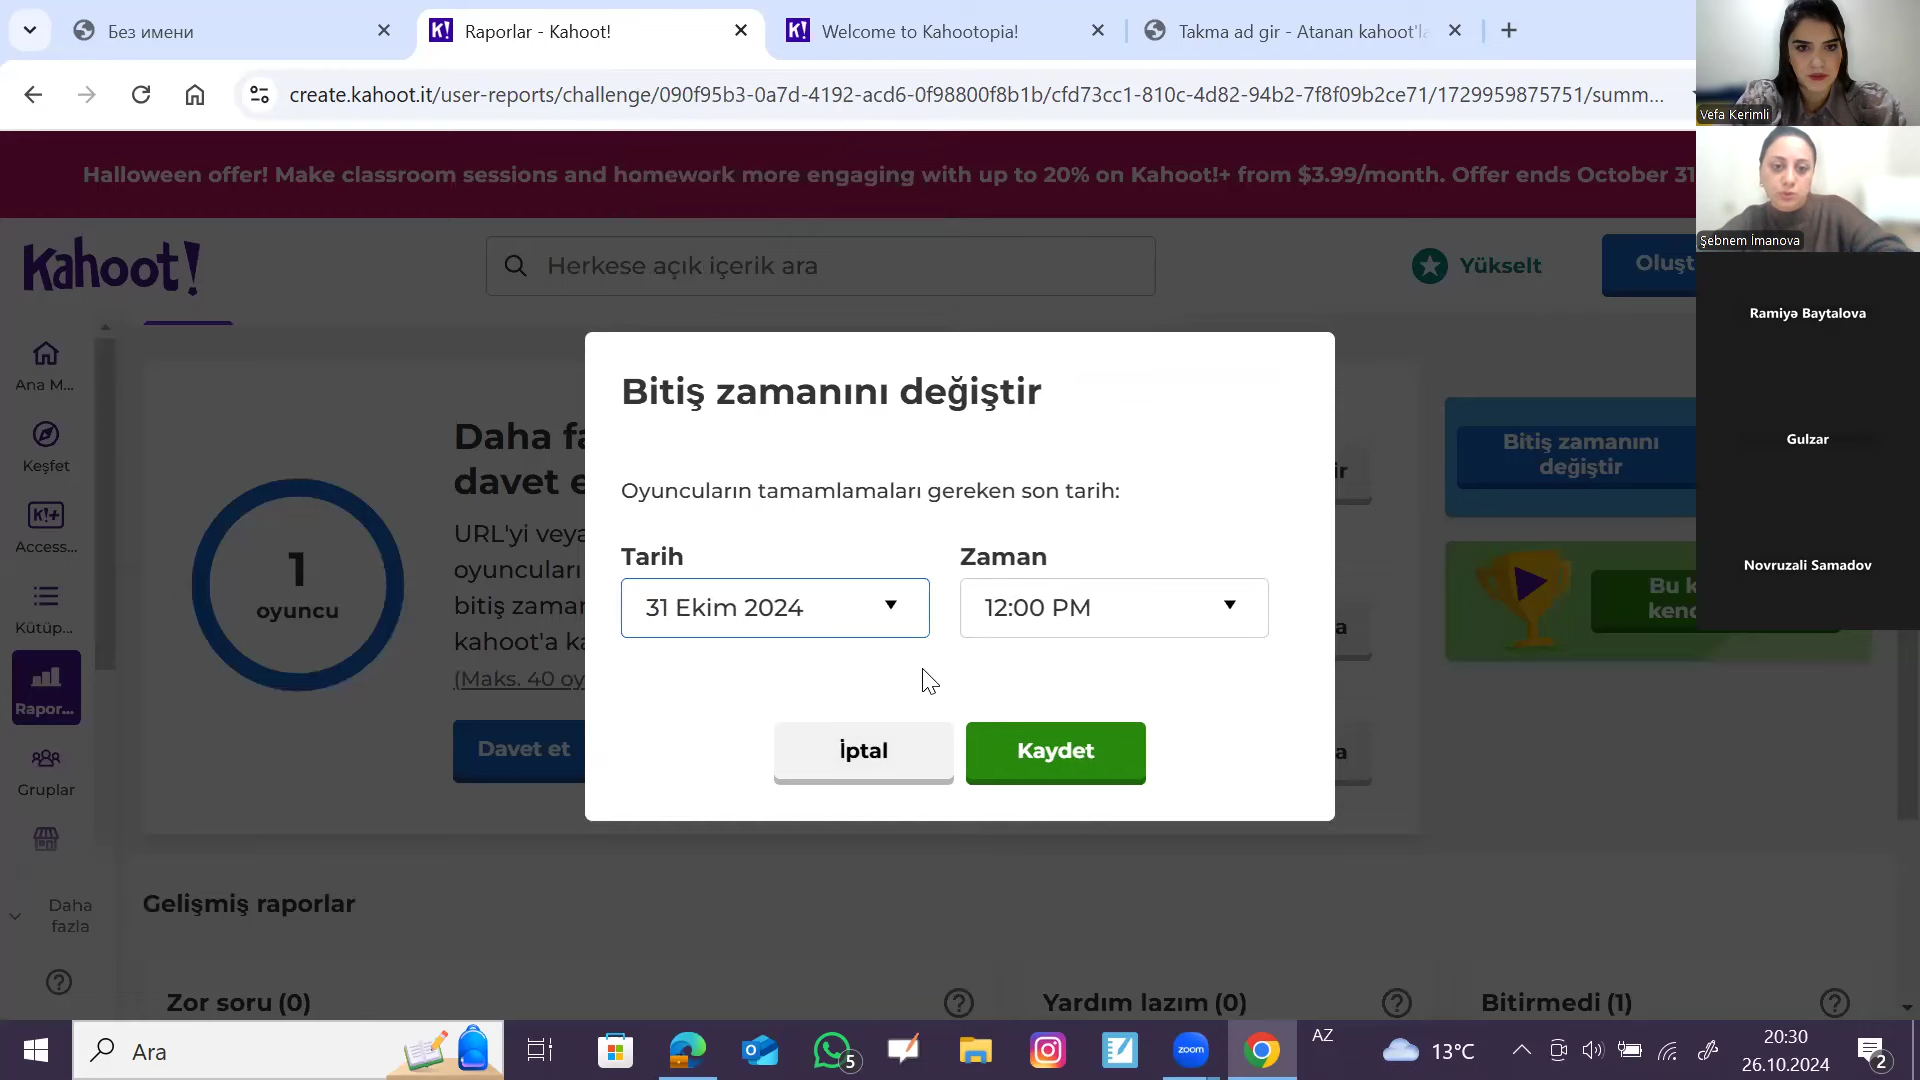 Без имени
Raporlar - Kahoot!
Welcome to Kahootopia!
Takma ad gir - Atanan kahoot'la
create.kahoot.it/user-reports/challenge/090f95b3-0a7d-4192-acd6-0f98800f8b1b/cfd73cc1-810c-4d82-94b2-7f8f09b2ce71/1729959875751/summ...
Halloween offer! Make classroom sessions and homework more engaging with up to 20% on Kahoot!+ from $3.99/month. Offer ends October 31
Kahoot!
Herkese açık içerik ara
Yükselt
Oluşt
Ana M...
Keşfet
Access...
Kütüp...
Rapor...
Gruplar
Daha
fazla
1
oyuncu
Daha fa
davet e
URL'yi veya
oyuncuları
bitiş zamar
kahoot'a ka
(Maks. 40 oy
Davet et
Bitiş zamanını değiştir
Oyuncuların tamamlamaları gereken son tarih:
Tarih
Zaman
31 Ekim 2024
12:00 PM
İptal
Kaydet
ir
a
a
Bitiş zamanını
değiştir
Bu k
kend
Gelişmiş raporlar
Zor soru (0)
Yardım lazım (0)
Bitirmedi (1)
Vefa Kerimli
Şebnem İmanova
Ramiyə Baytalova
Gulzar
Novruzali Samadov
Ara
5
zoom
AZ
13°C
20:30
26.10.2024
2